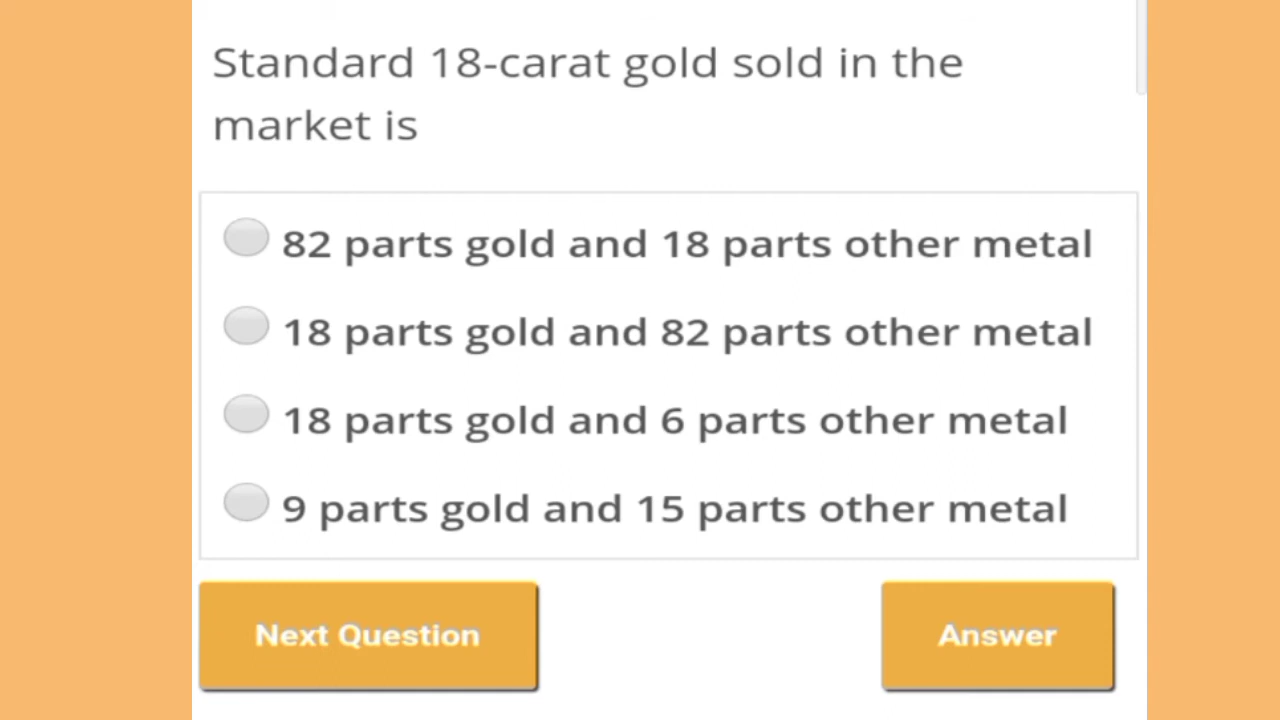 Standard 18-carat gold sold in the
market is
82 parts gold and 18 parts other metal
18 parts gold and 82 parts other metal
18 parts gold and 6 parts other metal
9 parts gold and 15 parts other metal
Next Question
Answer